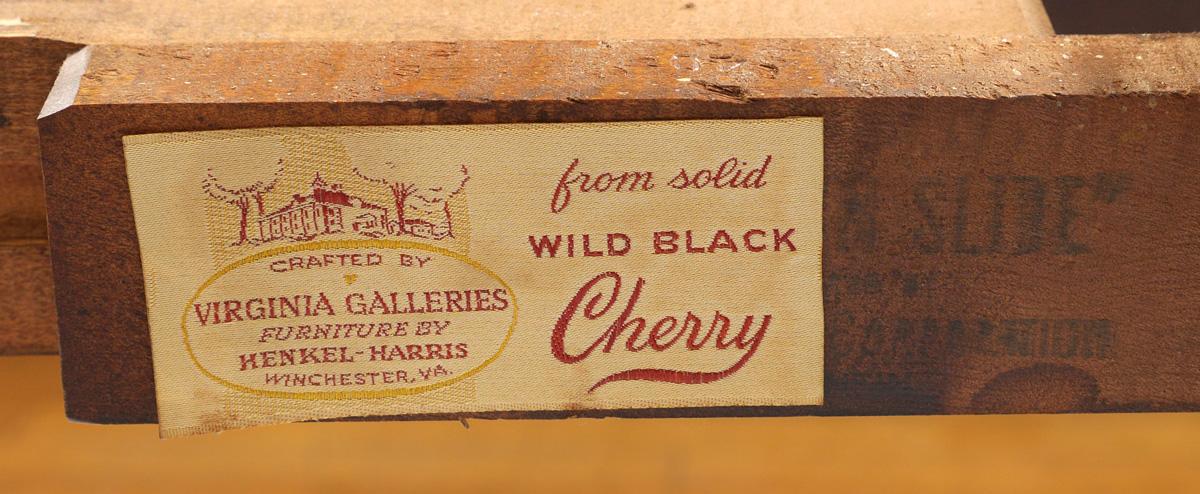 CRAFTED BY
VIRGINIA GALLERIES
FURNITURE BY
HENKEL-HARRIS
WINCHESTER, VA.
from solid
WILD BLACK
Cherry
SLIDE"